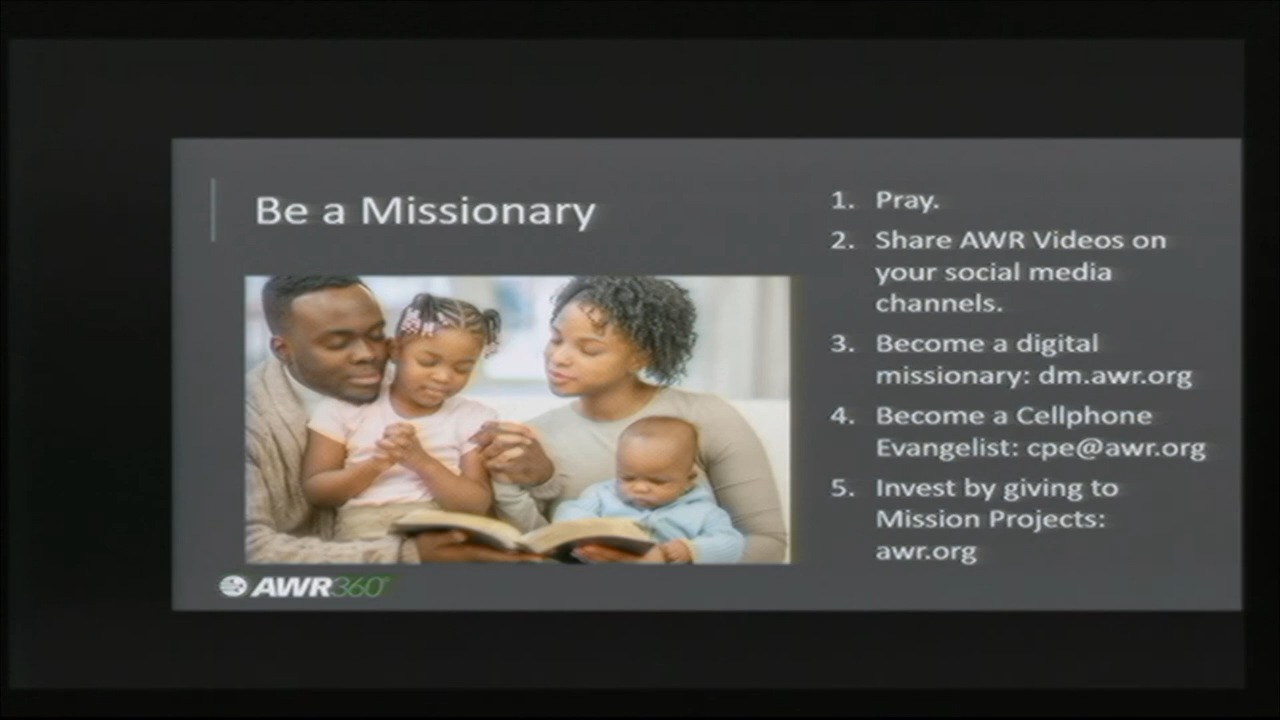 Be a Missionary
1. Pray.
2. Share AWR Videos on
your social media
channels.
3. Become a digital
missionary: dm.awr.org
4. Become a Cellphone
Evangelist: cpe@awr.org
5. Invest by giving to
Mission Projects:
awr.org
AWR360°